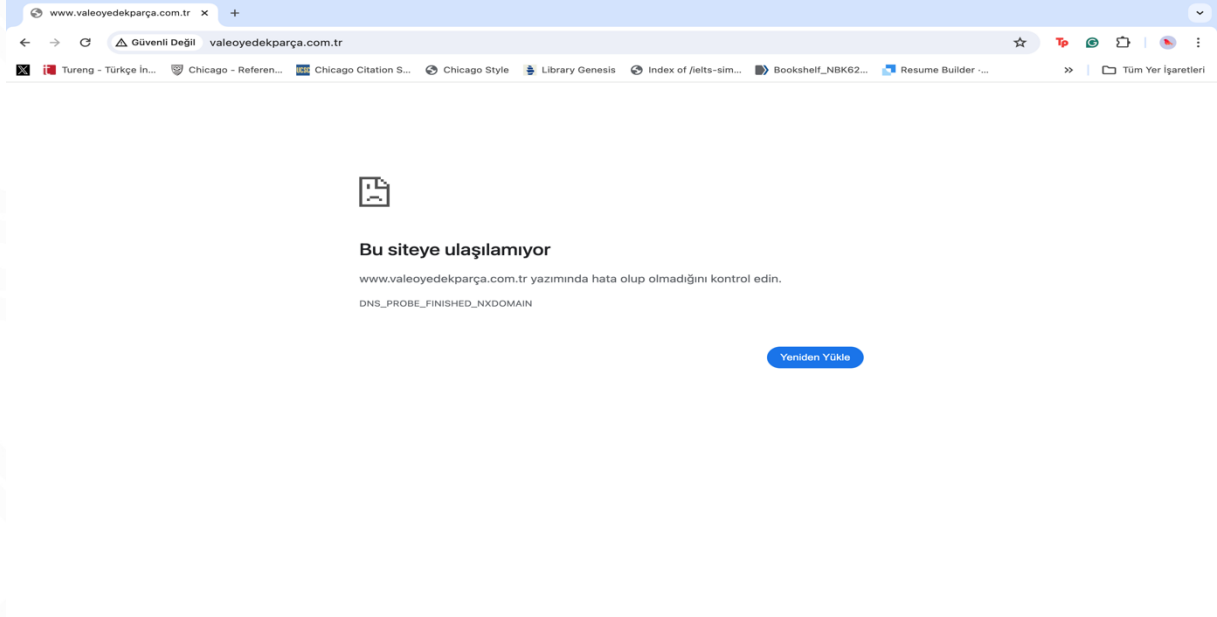 www.valeoyedekparça.com.tr
Güvenli Değil valeoyedekparça.com.tr
Tureng - Türkçe İn... Chicago - Referen... Chicago Citation S... Chicago Style Library Genesis Index of /ielts-sim... Bookshelf_NBK62... Resume Builder -... Tüm Yer İşaretleri
Bu siteye ulaşılamıyor
www.valeoyedekparça.com.tr yazımında hata olup olmadığını kontrol edin.
DNS_PROBE_FINISHED_NXDOMAIN
Yeniden Yükle